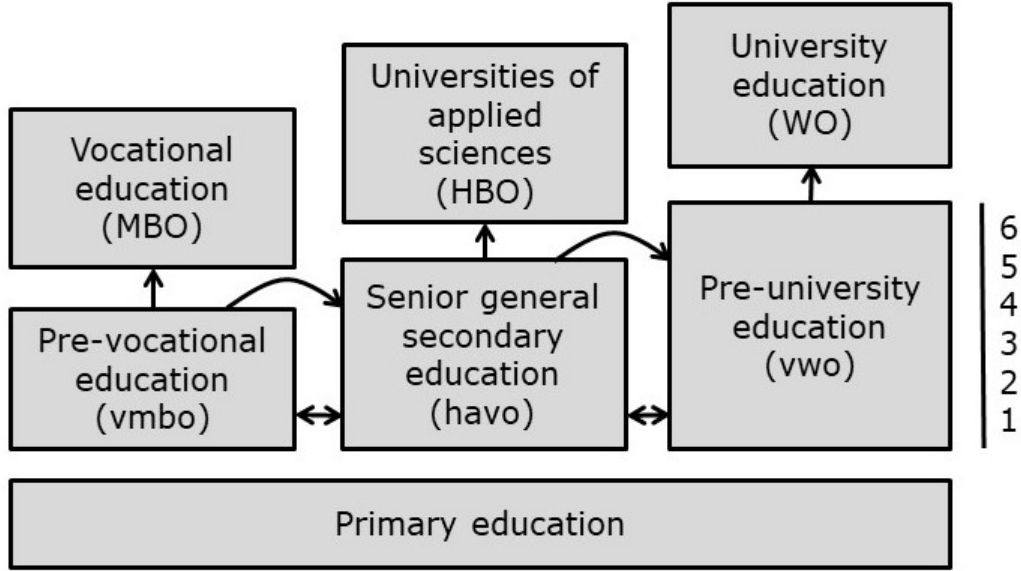 Vocational
education
(MBO)
Universities of
applied
sciences
(HBO)
University
education
(WO)
Pre-vocational
education
(vmbo)
Senior general
secondary
education
(havo)
Pre-university
education
(vwo)
6
5
4
3
2
1
Primary education